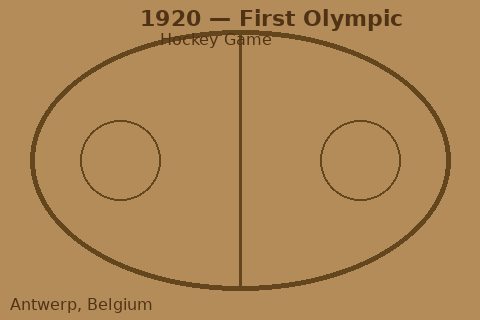 1920 — First Olympic
Hockey Game
Antwerp, Belgium